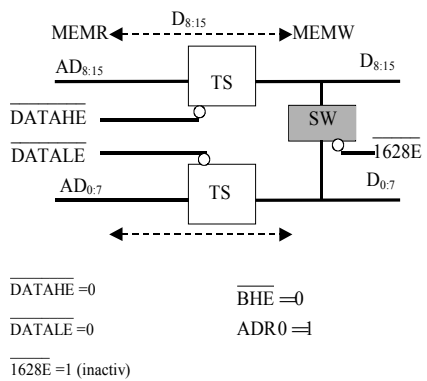 D8:15
MEMR MEMW
AD8:15 TS D8:15
DATAHE SW
DATALE 1628E
AD0:7 TS D0:7
DATAHE =0 BHE =0
DATALE =0 ADR0 =1
1628E =1 (inactiv)